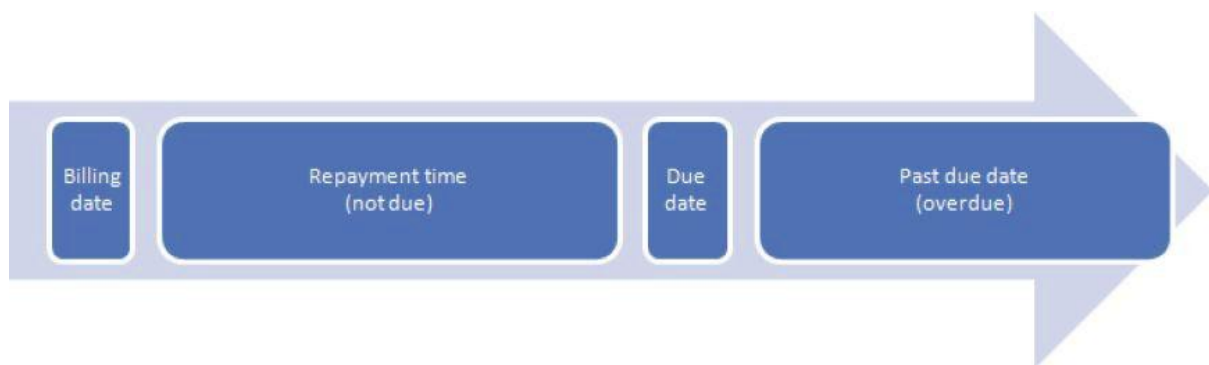 Billing
date
Repayment time
(not due)
Due
date
Past due date
(overdue)